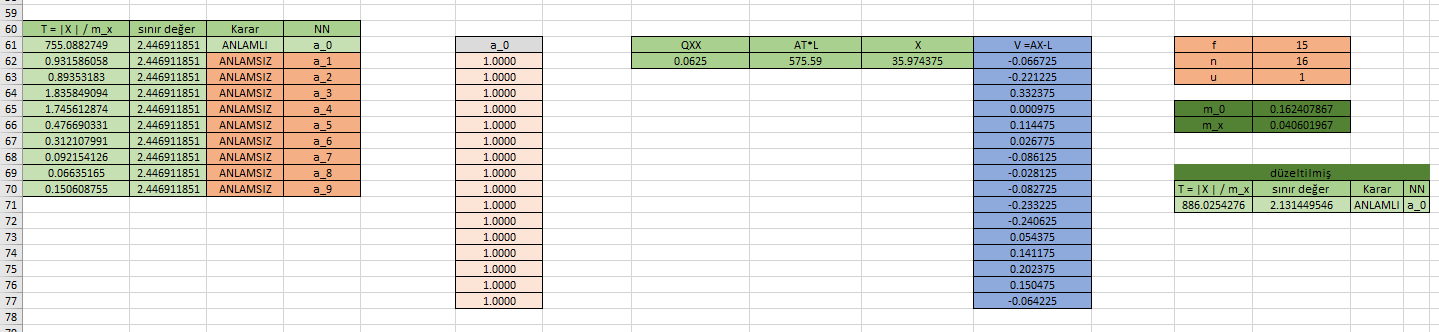 59
60 T = |X | / m_x sınır değer Karar NN
61 755.0882749 2.446911851 ANLAMLI a_0 a_0 QXX AT*L X V =AX-L f 15
62 0.931586058 2.446911851 ANLAMSIZ a_1 1.0000 0.0625 575.59 35.974375 -0.066725 n 16
63 0.89353183 2.446911851 ANLAMSIZ a_2 1.0000 -0.221225 u 1
64 1.835849094 2.446911851 ANLAMSIZ a_3 1.0000 0.332375
65 1.745612874 2.446911851 ANLAMSIZ a_4 1.0000 0.000975 m_0 0.162407867
66 0.476690331 2.446911851 ANLAMSIZ a_5 1.0000 0.114475 m_x 0.040601967
67 0.312107991 2.446911851 ANLAMSIZ a_6 1.0000 0.026775
68 0.092154126 2.446911851 ANLAMSIZ a_7 1.0000 -0.086125
69 0.06635165 2.446911851 ANLAMSIZ a_8 1.0000 -0.028125 düzeltilmiş
70 0.150608755 2.446911851 ANLAMSIZ a_9 1.0000 -0.082725 T = |X | / m_x sınır değer Karar NN
71 1.0000 -0.233225 886.0254276 2.131449546 ANLAMLI a_0
72 1.0000 -0.240625
73 1.0000 0.054375
74 1.0000 0.141175
75 1.0000 0.202375
76 1.0000 0.150475
77 1.0000 -0.064225
78